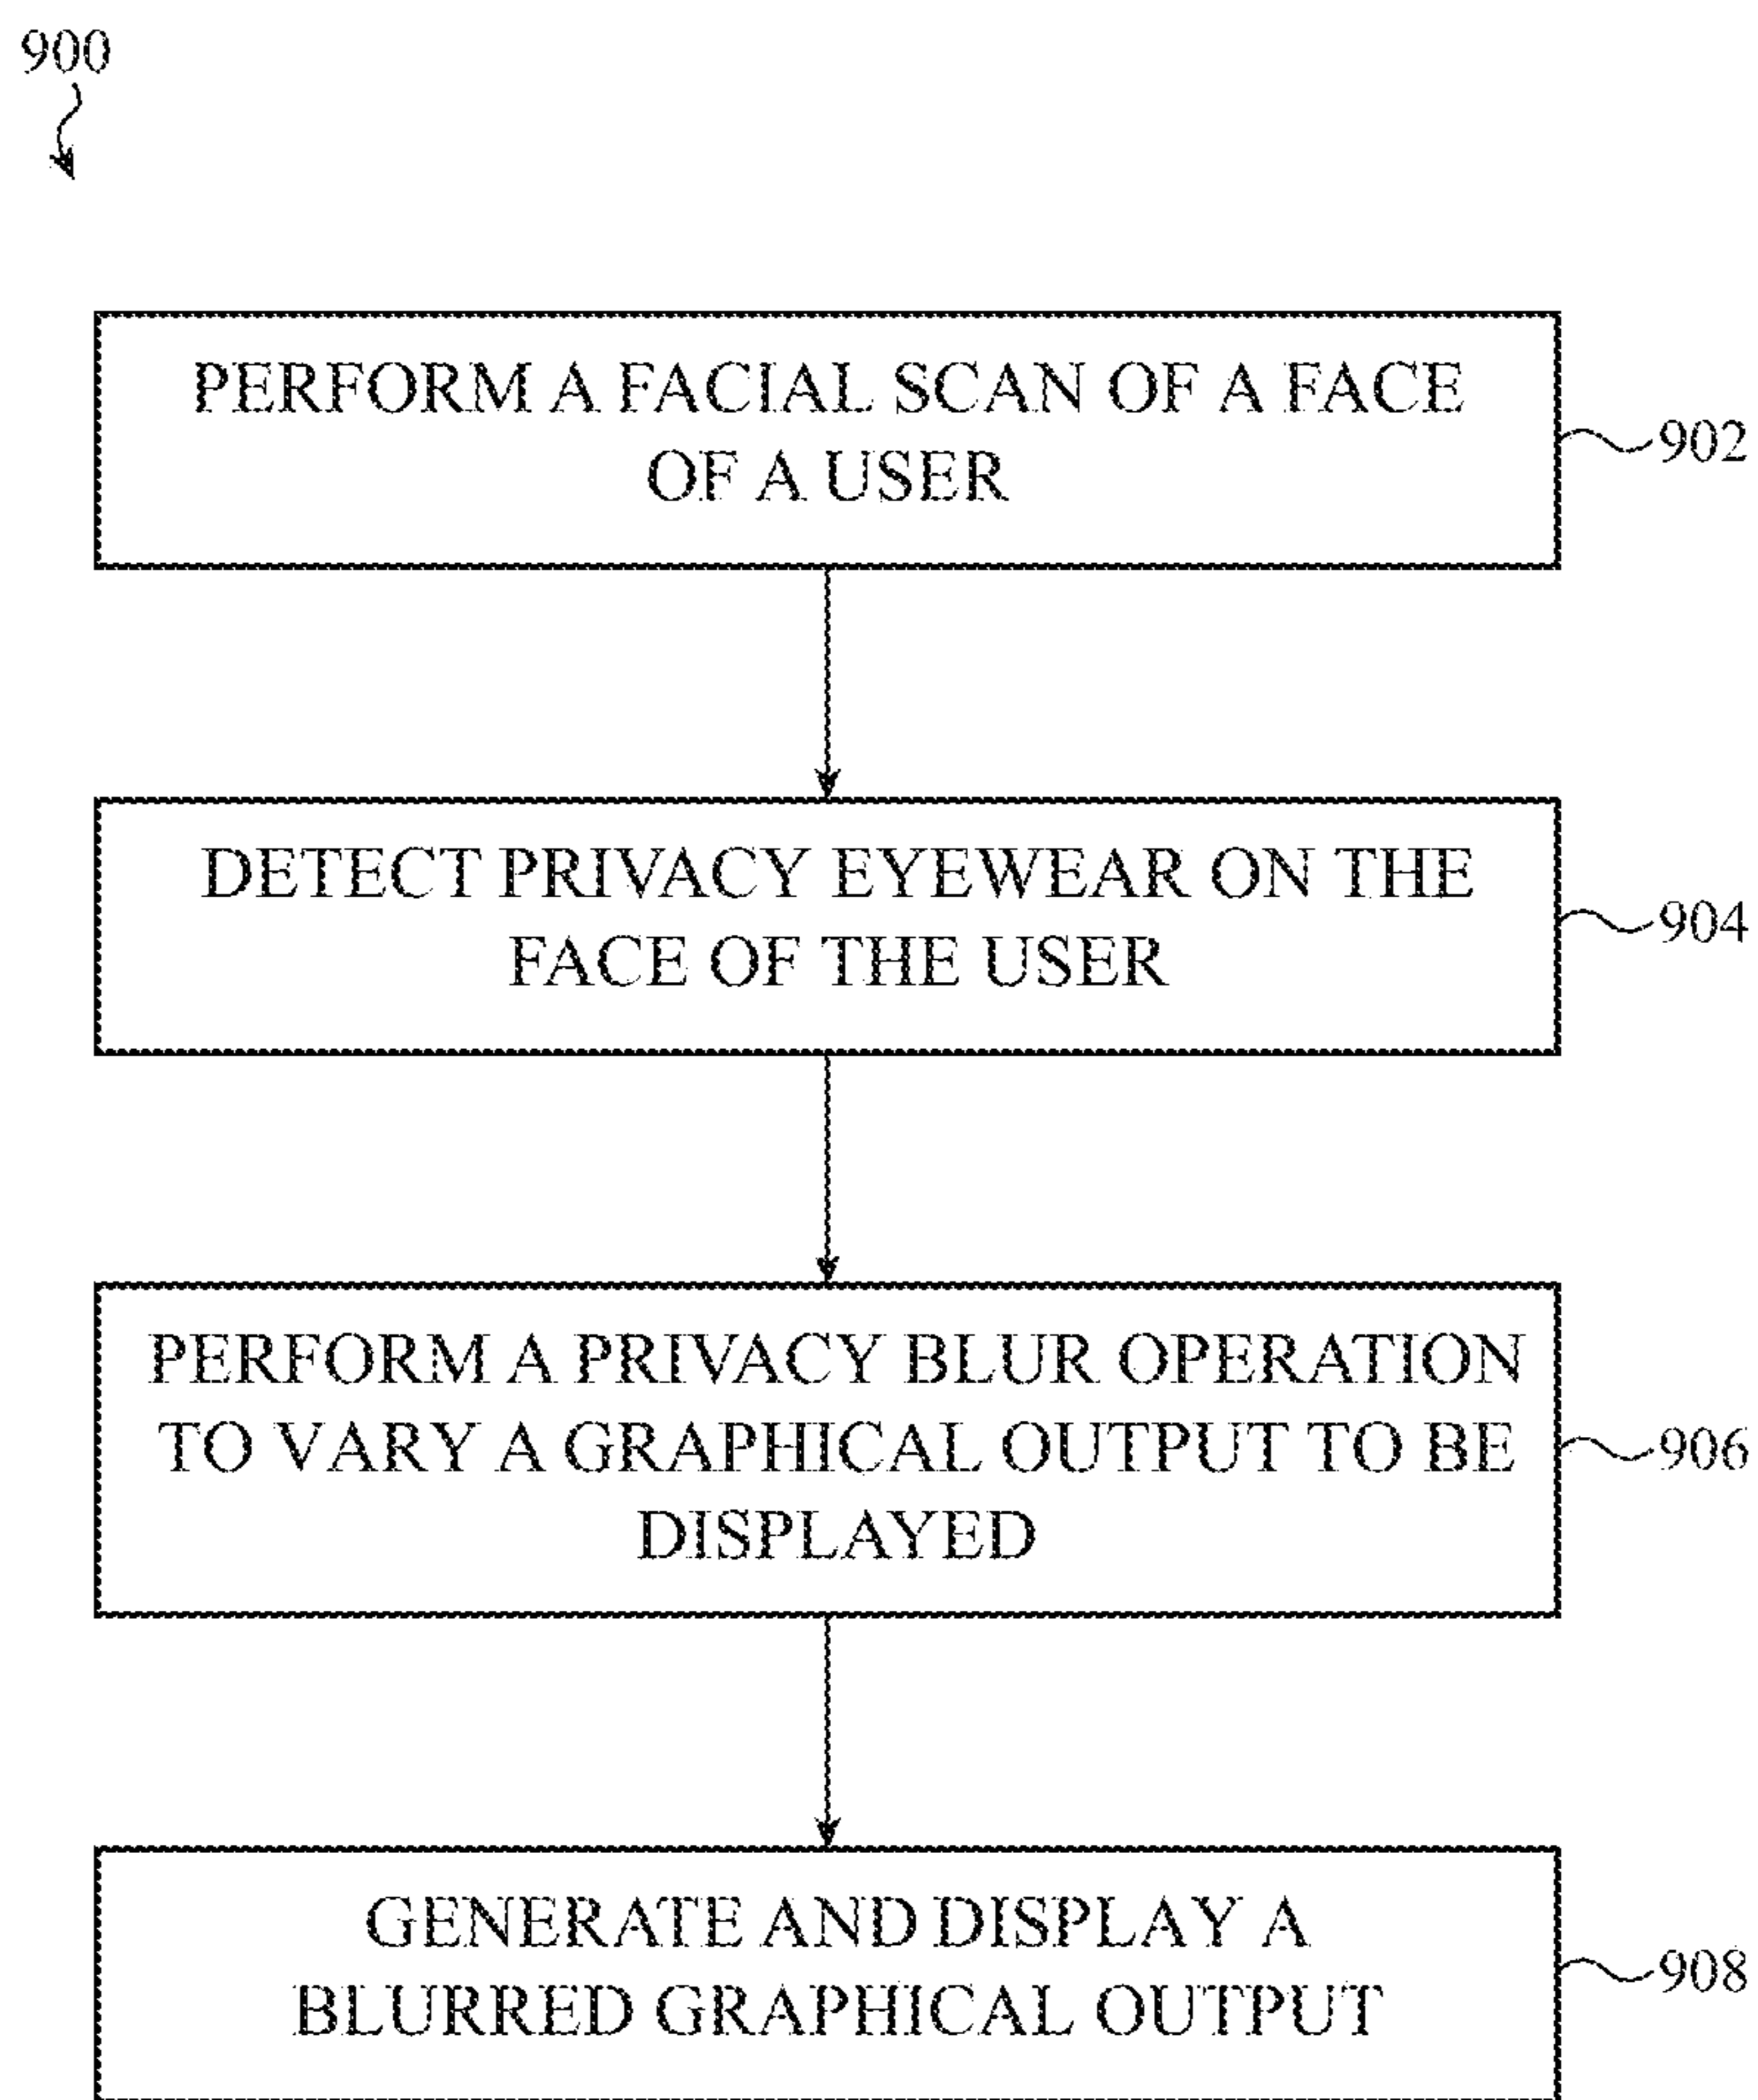 900
PERFORM A FACIAL SCAN OF A FACE
OF A USER
902
DETECT PRIVACY EYEWEAR ON THE
FACE OF THE USER
904
PERFORM A PRIVACY BLUR OPERATION
TO VARY A GRAPHICAL OUTPUT TO BE
DISPLAYED
906
GENERATE AND DISPLAY A
BLURRED GRAPHICAL OUTPUT
908